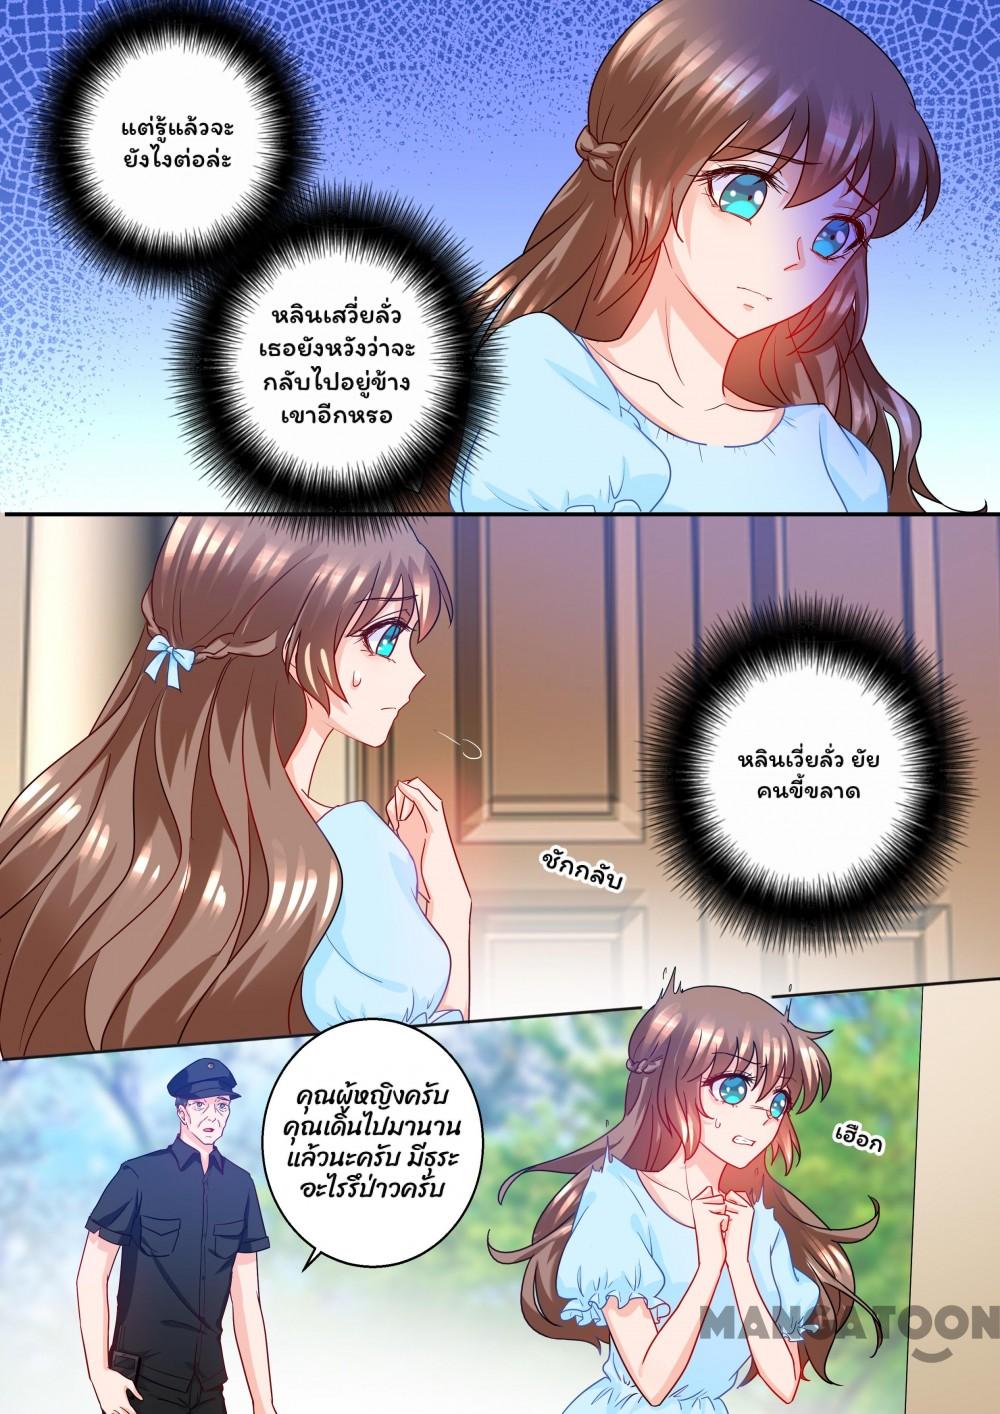 แต่รู้แล้วจะ
ยังไงต่อล่ะ
หลินเสวี่ยลั่ว
เธอยังหวังว่าจะ
กลับไปอยู่ข้าง
เขาอีกหรอ
หลินเวี่ยลั่ว ยัย
คนขี้ขลาด
ชักกลับ
คุณผู้หญิงครับ
คุณเดินไปมานาน
แล้วนะครับ มีธุระ
อะไรรึป่าวครับ
เฮือก
MANGATOON